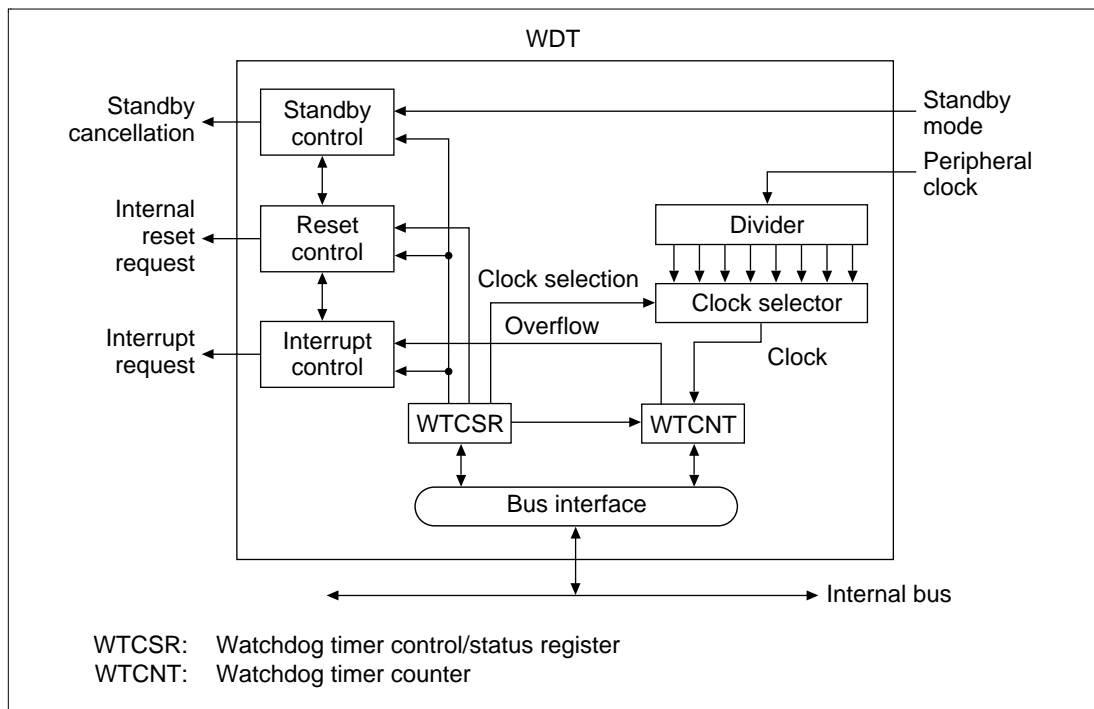 WDT
Standby
cancellation
Standby
control
Standby
mode
Peripheral
clock
Internal
reset
request
Reset
control
Divider
Clock selection
Clock selector
Interrupt
request
Interrupt
control
Overflow
Clock
WTCSR
WTCNT
Bus interface
Internal bus
WTCSR: Watchdog timer control/status register
WTCNT: Watchdog timer counter